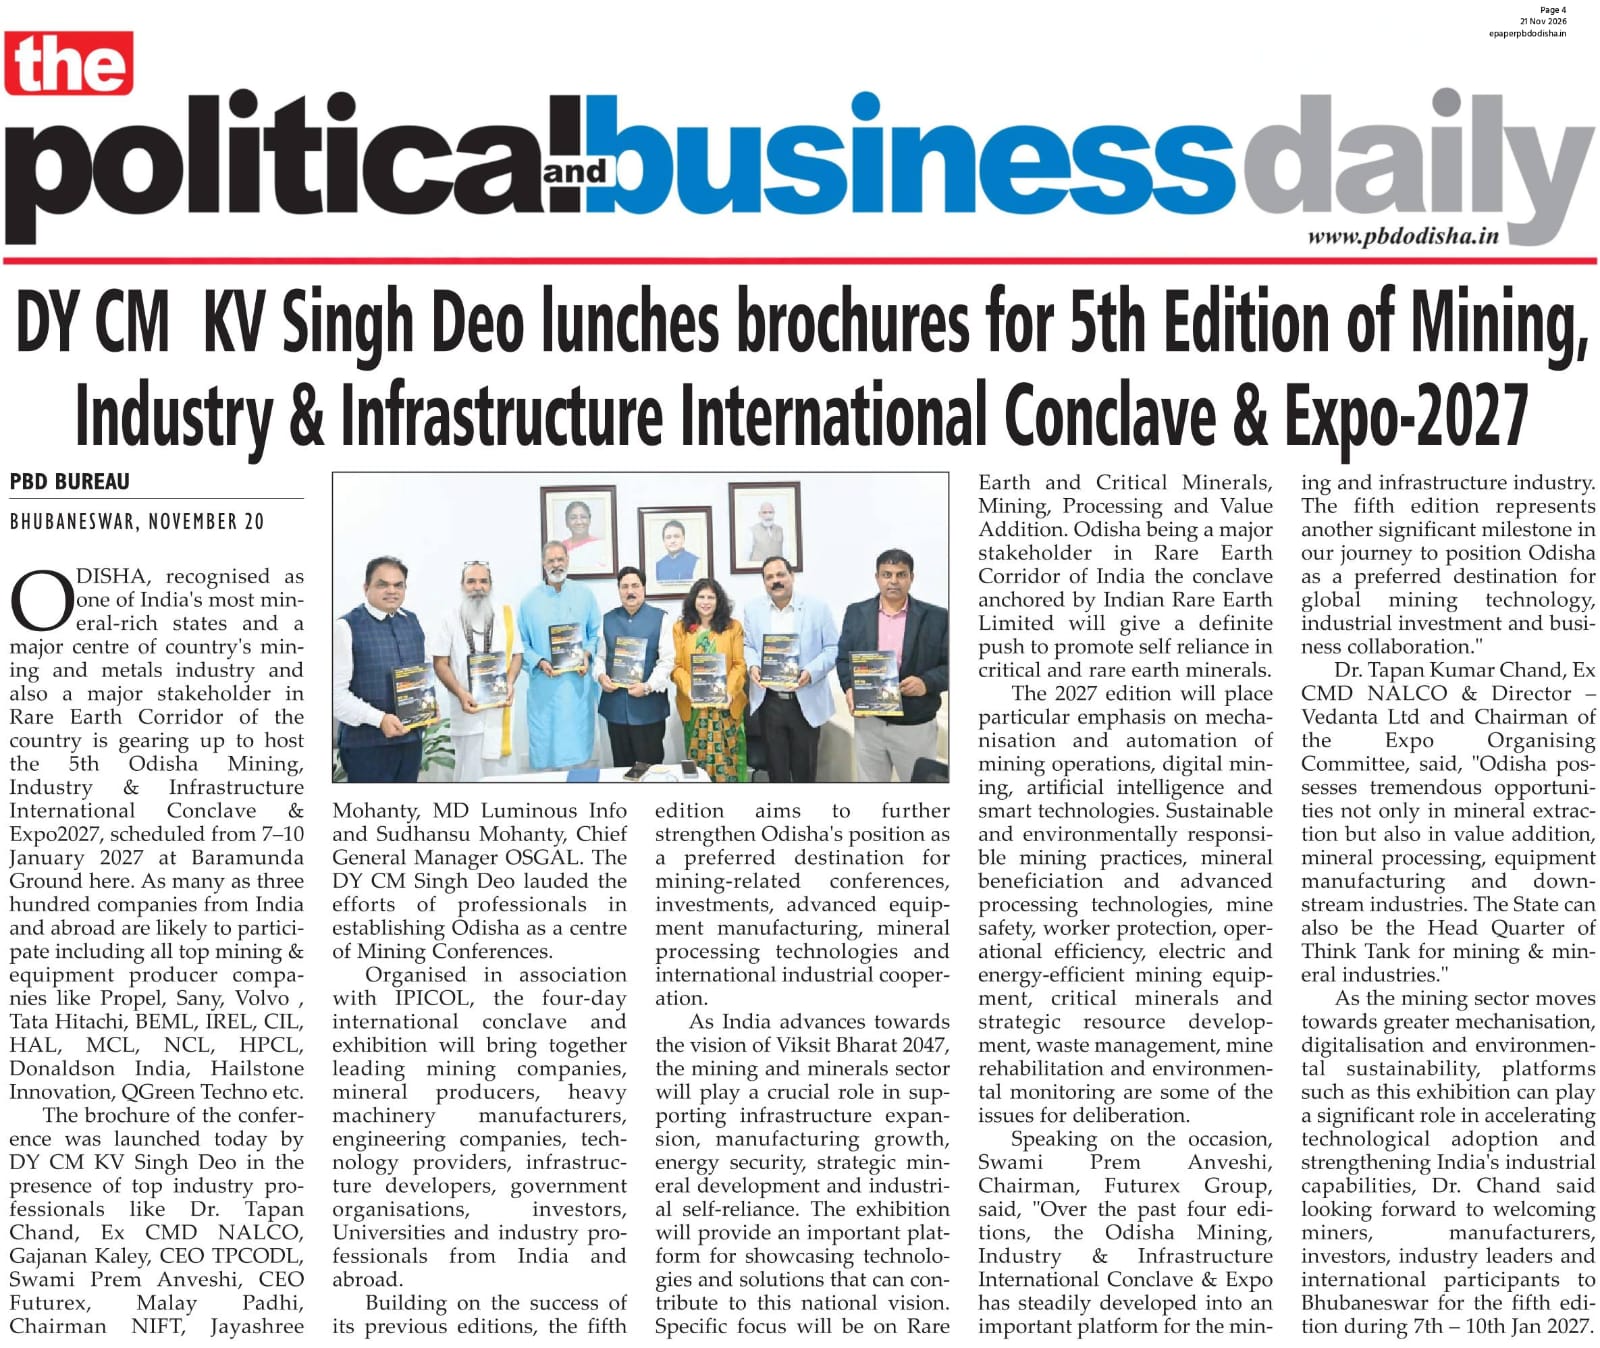 Page 4
21 Nov 2026
epaperpbdodisha.in
the
political and business daily
www.pbdodisha.in
DY CM KV Singh Deo lunches brochures for 5th Edition of Mining,
Industry & Infrastructure International Conclave & Expo-2027
PBD BUREAU
BHUBANESWAR, NOVEMBER 20
ODISHA, recognised as
one of India's most min-
eral-rich states and a
major centre of country's min-
ing and metals industry and
also a major stakeholder in
Rare Earth Corridor of the
country is gearing up to host
the 5th Odisha Mining,
Industry & Infrastructure
International Conclave &
Expo2027, scheduled from 7–10
January 2027 at Baramunda
Ground here. As many as three
hundred companies from India
and abroad are likely to partici-
pate including all top mining &
equipment producer compa-
nies like Propel, Sany, Volvo ,
Tata Hitachi, BEML, IREL, CIL,
HAL, MCL, NCL, HPCL,
Donaldson India, Hailstone
Innovation, QGreen Techno etc.
The brochure of the confer-
ence was launched today by
DY CM KV Singh Deo in the
presence of top industry pro-
fessionals like Dr. Tapan
Chand, Ex CMD NALCO,
Gajanan Kaley, CEO TPCODL,
Swami Prem Anveshi, CEO
Futurex, Malay Padhi,
Chairman NIFT, Jayashree
Mohanty, MD Luminous Info
and Sudhansu Mohanty, Chief
General Manager OSGAL. The
DY CM Singh Deo lauded the
efforts of professionals in
establishing Odisha as a centre
of Mining Conferences.
Organised in association
with IPICOL, the four-day
international conclave and
exhibition will bring together
leading mining companies,
mineral producers, heavy
machinery manufacturers,
engineering companies, tech-
nology providers, infrastruc-
ture developers, government
organisations, investors,
Universities and industry pro-
fessionals from India and
abroad.
Building on the success of
its previous editions, the fifth
edition aims to further
strengthen Odisha's position as
a preferred destination for
mining-related conferences,
investments, advanced equip-
ment manufacturing, mineral
processing technologies and
international industrial cooper-
ation.
As India advances towards
the vision of Viksit Bharat 2047,
the mining and minerals sector
will play a crucial role in sup-
porting infrastructure expan-
sion, manufacturing growth,
energy security, strategic min-
eral development and industri-
al self-reliance. The exhibition
will provide an important plat-
form for showcasing technolo-
gies and solutions that can con-
tribute to this national vision.
Specific focus will be on Rare
Earth and Critical Minerals,
Mining, Processing and Value
Addition. Odisha being a major
stakeholder in Rare Earth
Corridor of India the conclave
anchored by Indian Rare Earth
Limited will give a definite
push to promote self reliance in
critical and rare earth minerals.
The 2027 edition will place
particular emphasis on mecha-
nisation and automation of
mining operations, digital min-
ing, artificial intelligence and
smart technologies. Sustainable
and environmentally responsi-
ble mining practices, mineral
beneficiation and advanced
processing technologies, mine
safety, worker protection, oper-
ational efficiency, electric and
energy-efficient mining equip-
ment, critical minerals and
strategic resource develop-
ment, waste management, mine
rehabilitation and environmen-
tal monitoring are some of the
issues for deliberation.
Speaking on the occasion,
Swami Prem Anveshi,
Chairman, Futurex Group,
said, "Over the past four edi-
tions, the Odisha Mining,
Industry & Infrastructure
International Conclave & Expo
has steadily developed into an
important platform for the min-
ing and infrastructure industry.
The fifth edition represents
another significant milestone in
our journey to position Odisha
as a preferred destination for
global mining technology,
industrial investment and busi-
ness collaboration."
Dr. Tapan Kumar Chand, Ex
CMD NALCO & Director –
Vedanta Ltd and Chairman of
the Expo Organising
Committee, said, "Odisha pos-
sesses tremendous opportuni-
ties not only in mineral extrac-
tion but also in value addition,
mineral processing, equipment
manufacturing and down-
stream industries. The State can
also be the Head Quarter of
Think Tank for mining & min-
eral industries."
As the mining sector moves
towards greater mechanisation,
digitalisation and environmen-
tal sustainability, platforms
such as this exhibition can play
a significant role in accelerating
technological adoption and
strengthening India's industrial
capabilities, Dr. Chand said
looking forward to welcoming
miners, manufacturers,
investors, industry leaders and
international participants to
Bhubaneswar for the fifth edi-
tion during 7th – 10th Jan 2027.